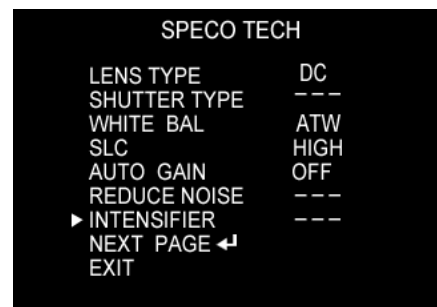 SPECO TECH
LENS TYPE DC
SHUTTER TYPE ---
WHITE BAL ATW
SLC HIGH
AUTO GAIN OFF
REDUCE NOISE ---
▶ INTENSIFIER ---
NEXT PAGE ↵
EXIT